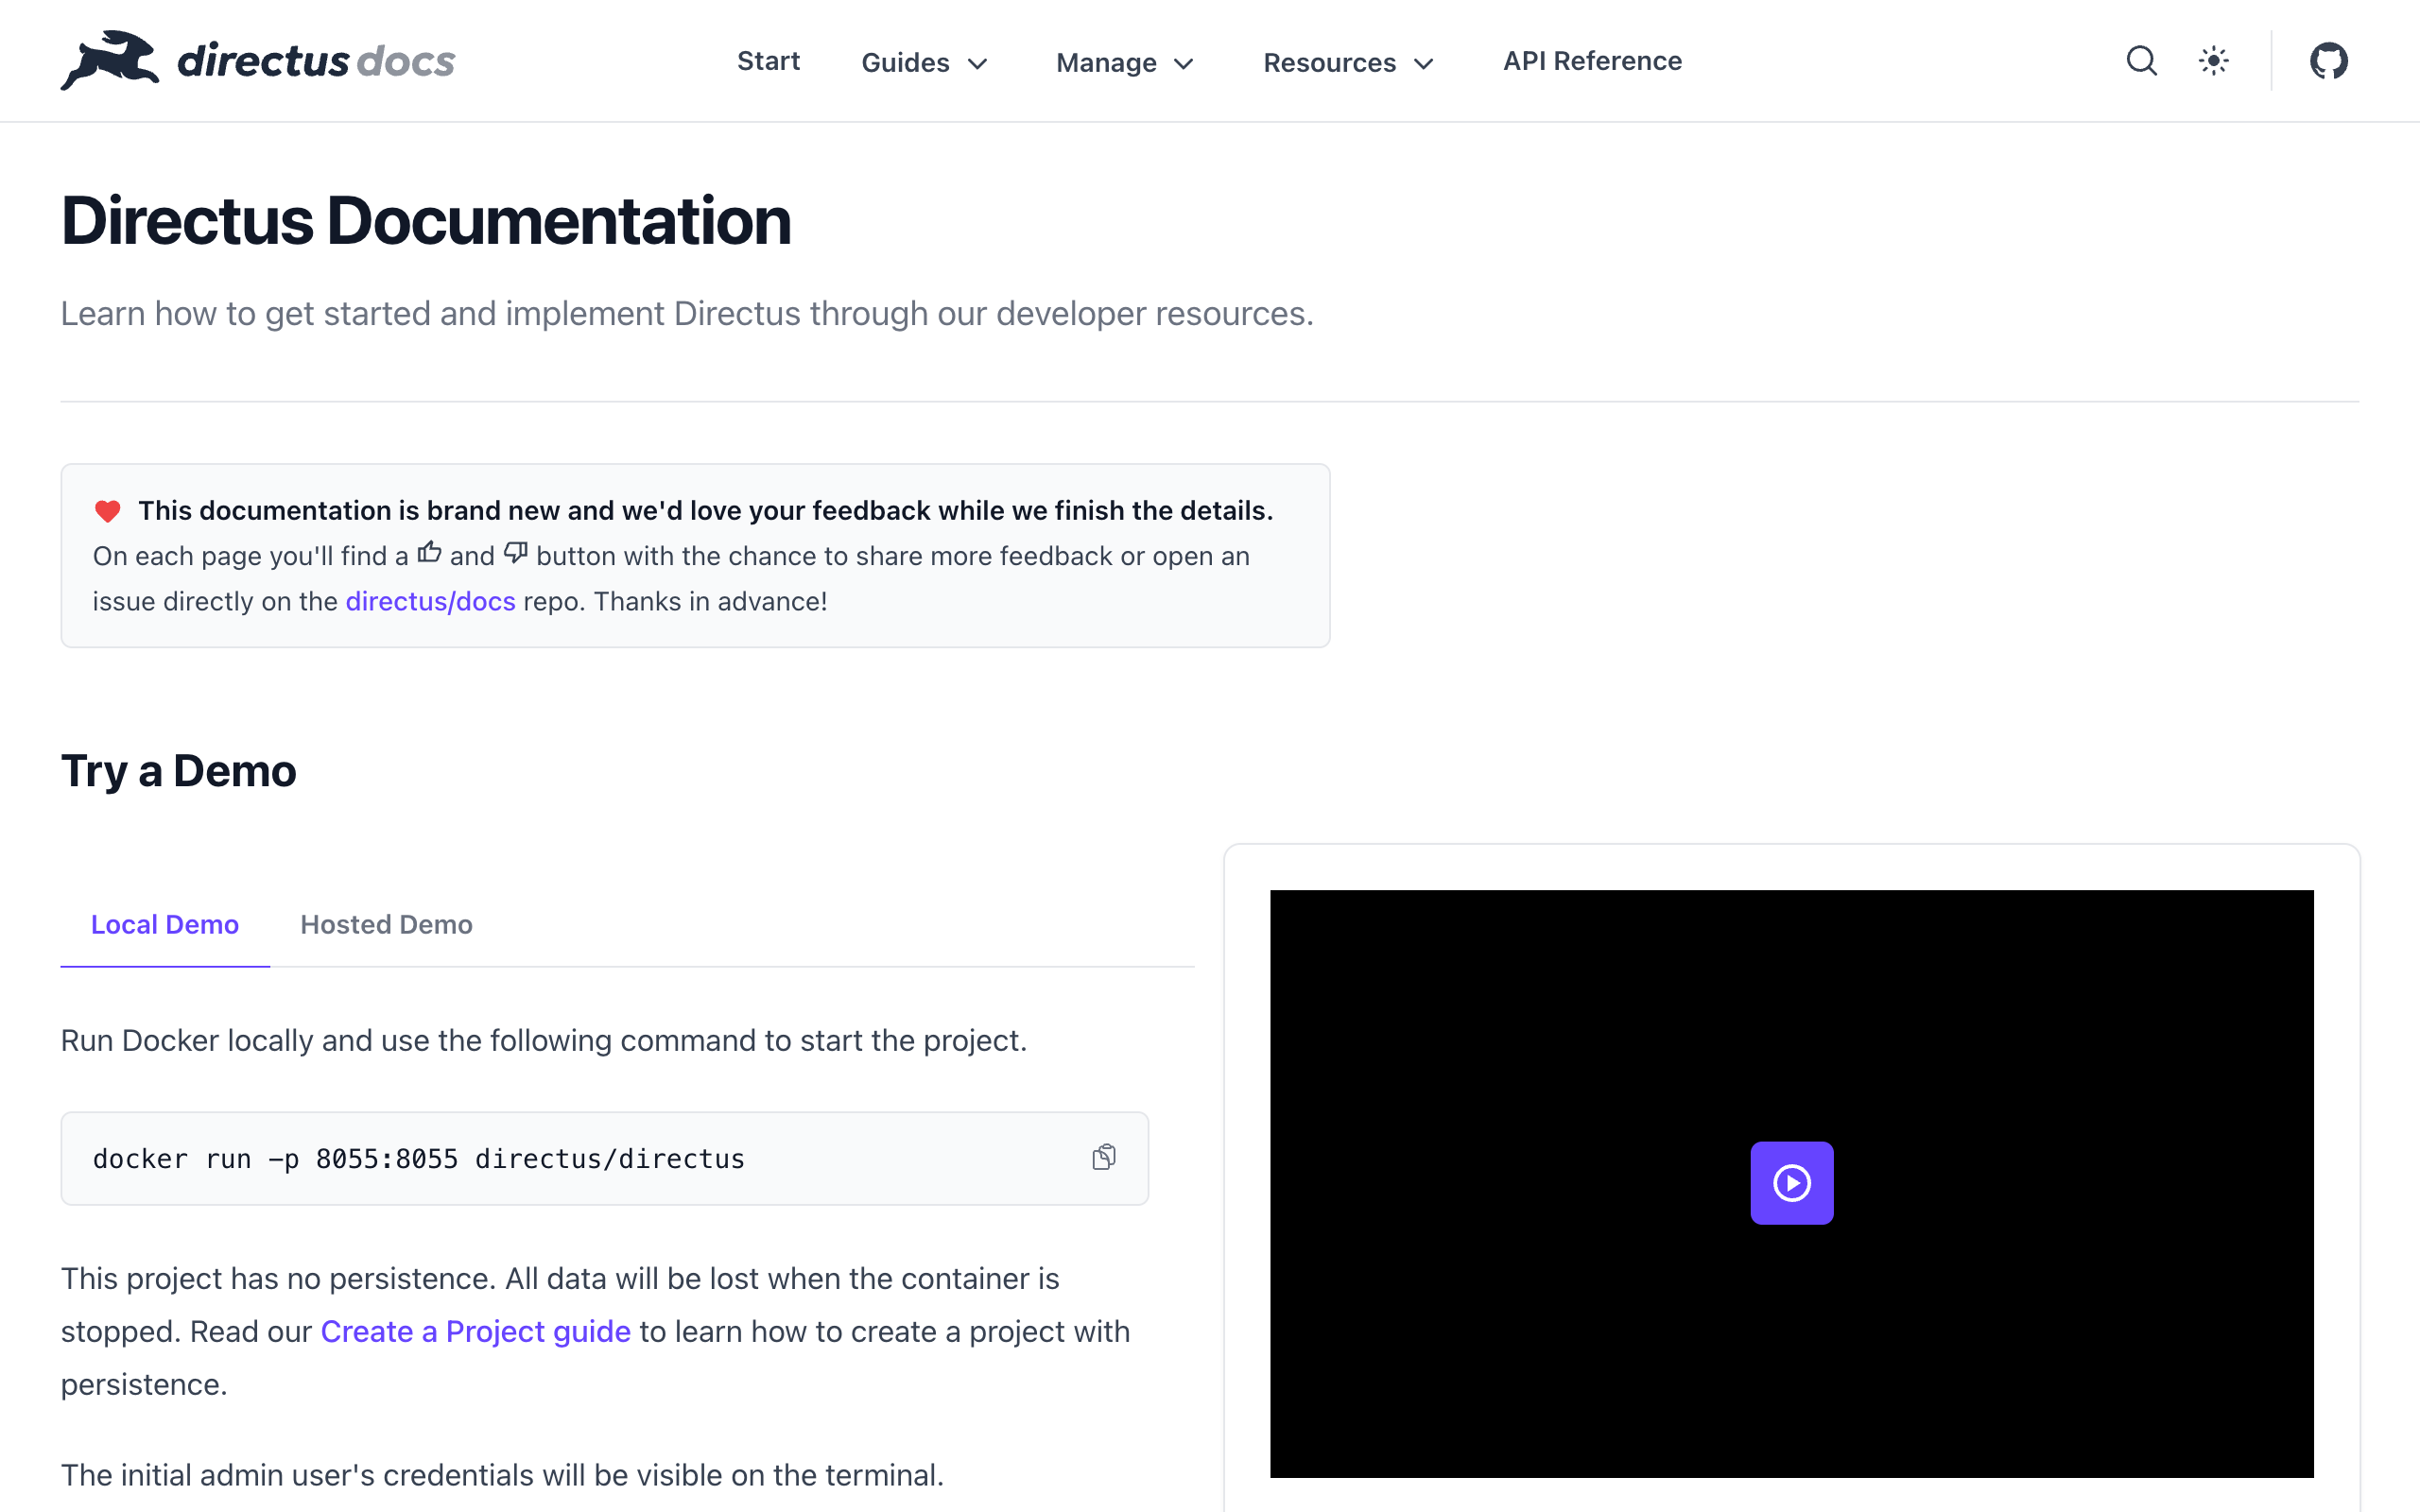 directus docs
Start
Guides
Manage
Resources
API Reference
Directus Documentation
Learn how to get started and implement Directus through our developer resources.
This documentation is brand new and we'd love your feedback while we finish the details.
On each page you'll find a and button with the chance to share more feedback or open an
issue directly on the directus/docs repo. Thanks in advance!
Try a Demo
Local Demo
Hosted Demo
Run Docker locally and use the following command to start the project.
docker run -p 8055:8055 directus/directus
This project has no persistence. All data will be lost when the container is
stopped. Read our Create a Project guide to learn how to create a project with
persistence.
The initial admin user's credentials will be visible on the terminal.